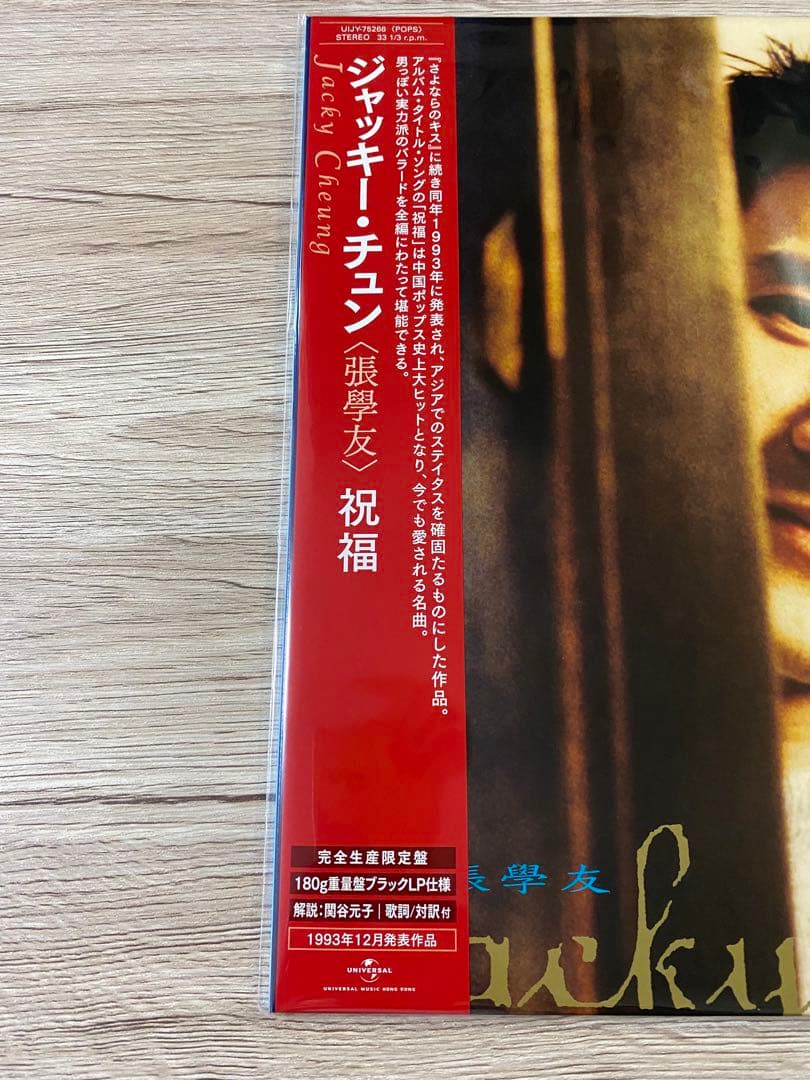 UIJY-75266 〈POPS〉
STEREO 33 1/3 r.p.m.
ジャッキー・チュン〈張學友〉 祝福
Jacky Cheung
『さよならのキス』に続き同年1993年に発表され、アジアでのステイタスを確固たるものにした作品。
アルバム・タイトル・ソングの「祝福」は中国ポップス史上大ヒットとなり、今でも愛される名曲。
男っぽい実力派のバラードを全編にわたって堪能できる。
完全生産限定盤
180g重量盤ブラックLP仕様
解説：関谷元子｜歌詞/対訳付
1993年12月発表作品
UNIVERSAL
UNIVERSAL MUSIC HONG KONG
張學友
acky